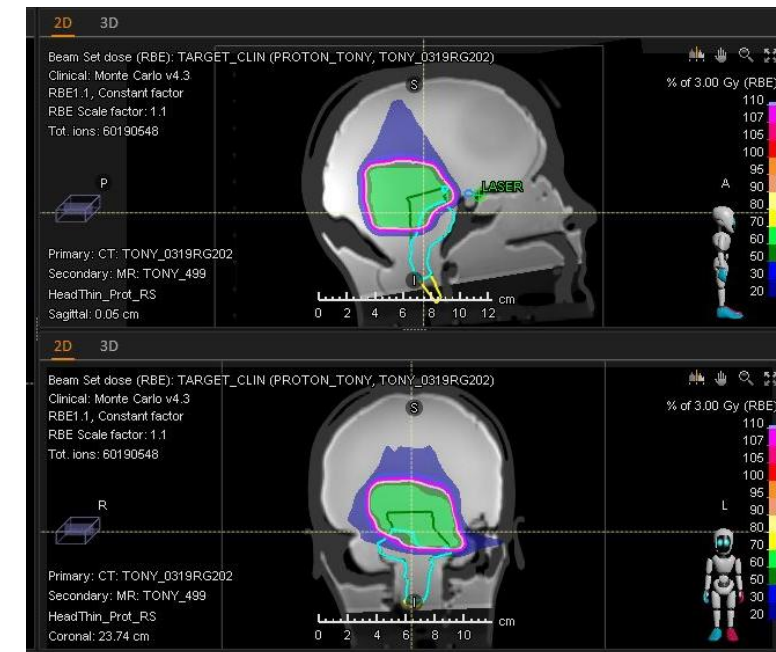 2D 3D
Beam Set dose (RBE): TARGET_CLIN (PROTON_TONY, TONY_0319RG202)
Clinical: Monte Carlo v4.3
RBE1.1, Constant factor
RBE Scale factor: 1.1
Tot. ions: 60190548
% of 3.00 Gy (RBE)
110
107
105
100
95
90
80
70
60
50
30
20
S
P
A
I
LASER
Primary: CT: TONY_0319RG202
Secondary: MR: TONY_499
HeadThin_Prot_RS
Sagittal: 0.05 cm
0 2 4 6 8 10 12 cm
2D 3D
Beam Set dose (RBE): TARGET_CLIN (PROTON_TONY, TONY_0319RG202)
Clinical: Monte Carlo v4.3
RBE1.1, Constant factor
RBE Scale factor: 1.1
Tot. ions: 60190548
% of 3.00 Gy (RBE)
110
107
105
100
95
90
80
70
60
50
30
20
S
R
L
I
Primary: CT: TONY_0319RG202
Secondary: MR: TONY_499
HeadThin_Prot_RS
Coronal: 23.74 cm
0 2 4 6 8 10 cm